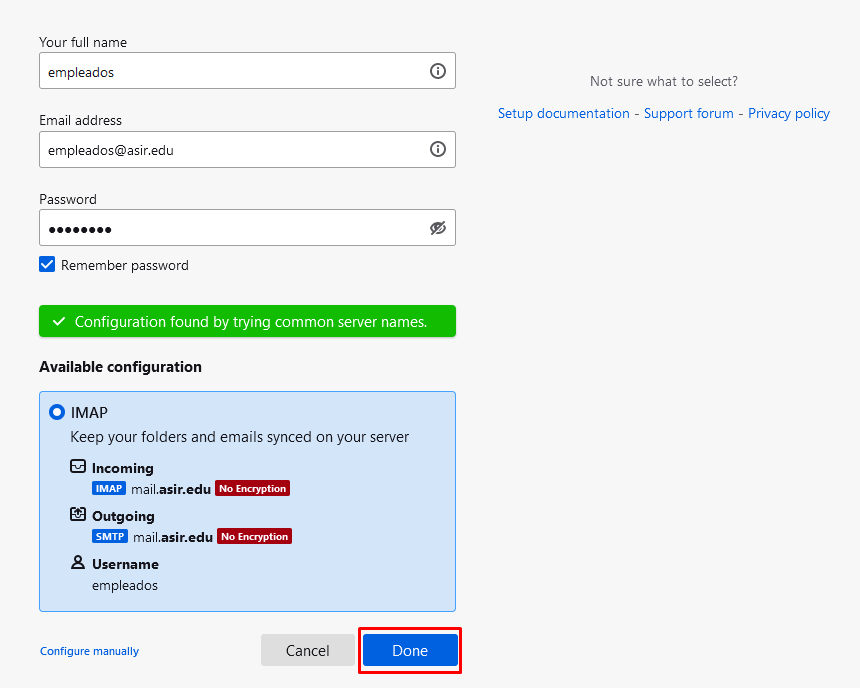 Your full name
empleados
Not sure what to select?
Setup documentation - Support forum - Privacy policy
Email address
empleados@asir.edu
Password
••••••••
Remember password
Configuration found by trying common server names.
Available configuration
IMAP
Keep your folders and emails synced on your server
Incoming
IMAP mail.asir.edu No Encryption
Outgoing
SMTP mail.asir.edu No Encryption
Username
empleados
Configure manually Cancel Done